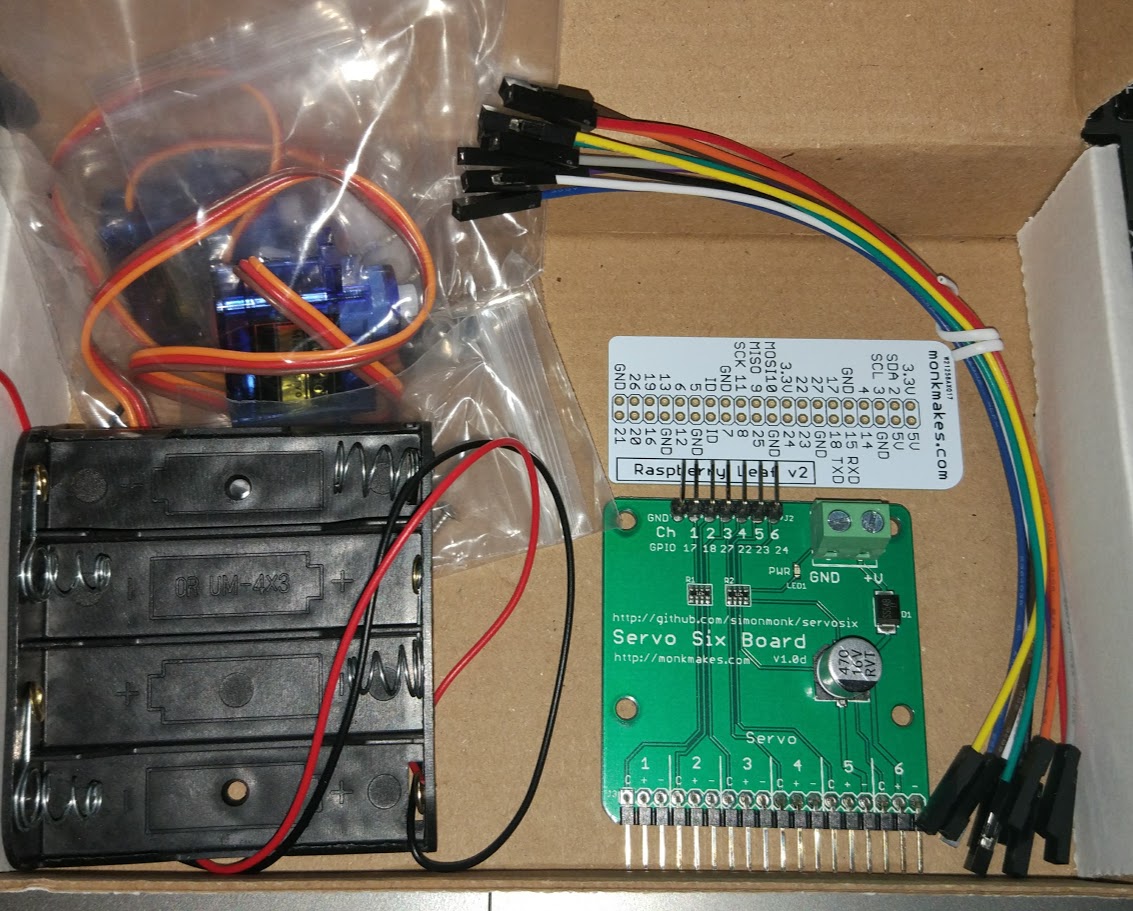 monkmakes.com
3.3V 5V
SDA 2 5V
SCL 3 GND
4 14
GND 15 RXD
17 18 TXD
27 GND
22 23
3.3V 24
MOSI10 GND
MISO 9 25
SCK 11 8
GND 7
ID ID
5 GND
6 12
13 GND
19 16
26 20
GND 21
Raspberry Leaf v2
GND J2
Ch 1 2 3 4 5 6
GPIO 17 18 27 22 23 24
GND +V
PWR
LED1
R1 R2
D1
http://github.com/simonmonk/servosix
Servo Six Board
http://monkmakes.com v1.0d
470
16V
RVT
Servo
1 2 3 4 5 6
C + - C + - C + - C + - C + - C + -
OR UM-4X3